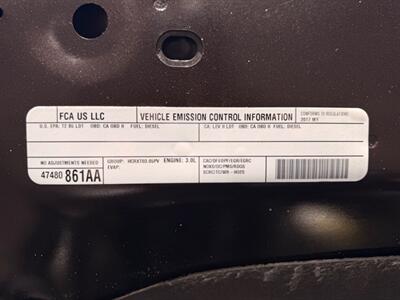 FCA US LLC
VEHICLE EMISSION CONTROL INFORMATION
CONFORMS TO REGULATIONS:
2017 MY
U.S. EPA: T2 B5 LDT OBD: CA OBD II FUEL: DIESEL
CA: LEV II LDT OBD: CA OBD II FUEL: DIESEL
NO ADJUSTMENTS NEEDED
47480 861AA
GROUP: HCRXT03.05PV ENGINE: 3.0L
EVAP: